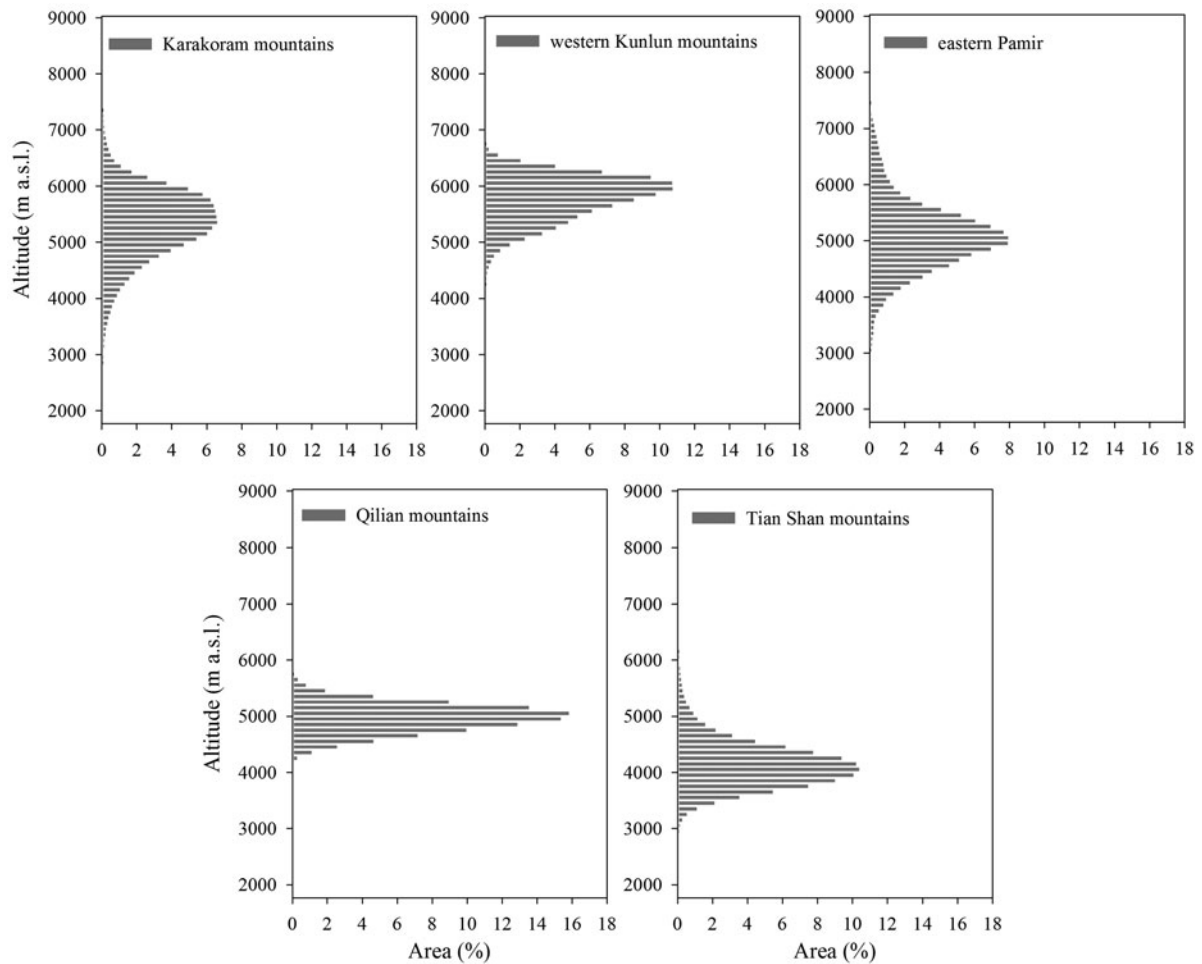 Karakoram mountains
Altitude (m a.s.l.)
9000
8000
7000
6000
5000
4000
3000
2000
0 2 4 6 8 10 12 14 16 18
western Kunlun mountains
9000
8000
7000
6000
5000
4000
3000
2000
0 2 4 6 8 10 12 14 16 18
eastern Pamir
9000
8000
7000
6000
5000
4000
3000
2000
0 2 4 6 8 10 12 14 16 18
Qilian mountains
Altitude (m a.s.l.)
9000
8000
7000
6000
5000
4000
3000
2000
0 2 4 6 8 10 12 14 16 18
Area (%)
Tian Shan mountains
9000
8000
7000
6000
5000
4000
3000
2000
0 2 4 6 8 10 12 14 16 18
Area (%)